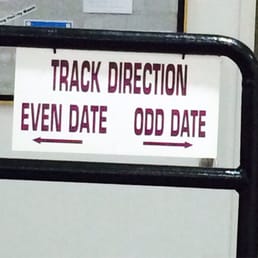 TRACK DIRECTION
EVEN DATE ODD DATE